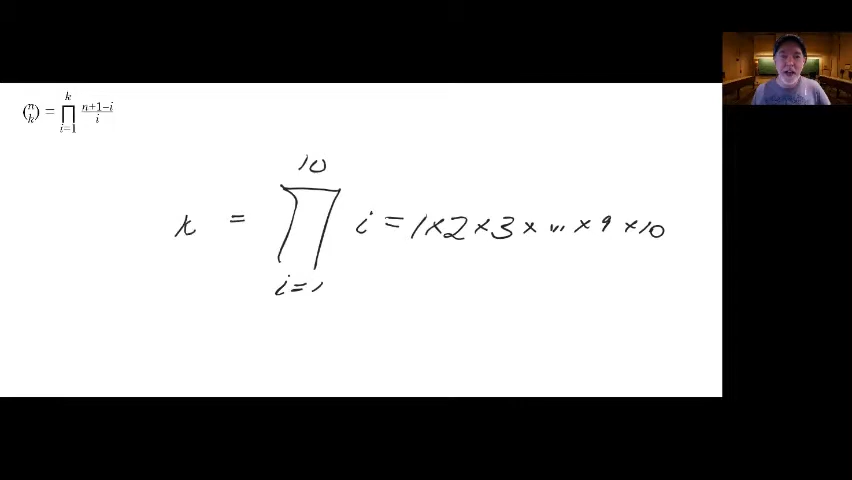 (n k) = ∏_{i=1}^{k} (n+1−i)/i
x = ∏_{i=1}^{10} i = 1×2×3×...×9×10